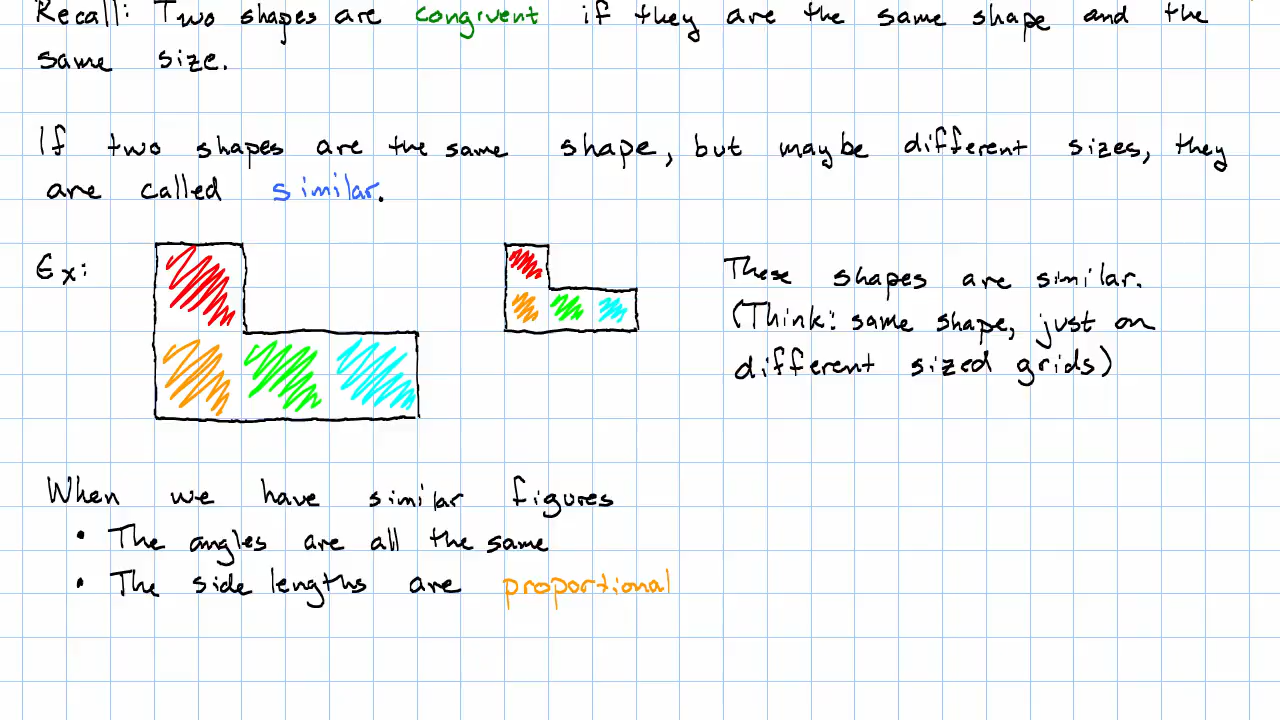 Recall: Two shapes are congruent if they are the same shape and the
same size.
If two shapes are the same shape, but maybe different sizes, they
are called similar.
Ex:
These shapes are similar.
(Think: same shape, just on
different sized grids)
When we have similar figures
• The angles are all the same
• The side lengths are proportional